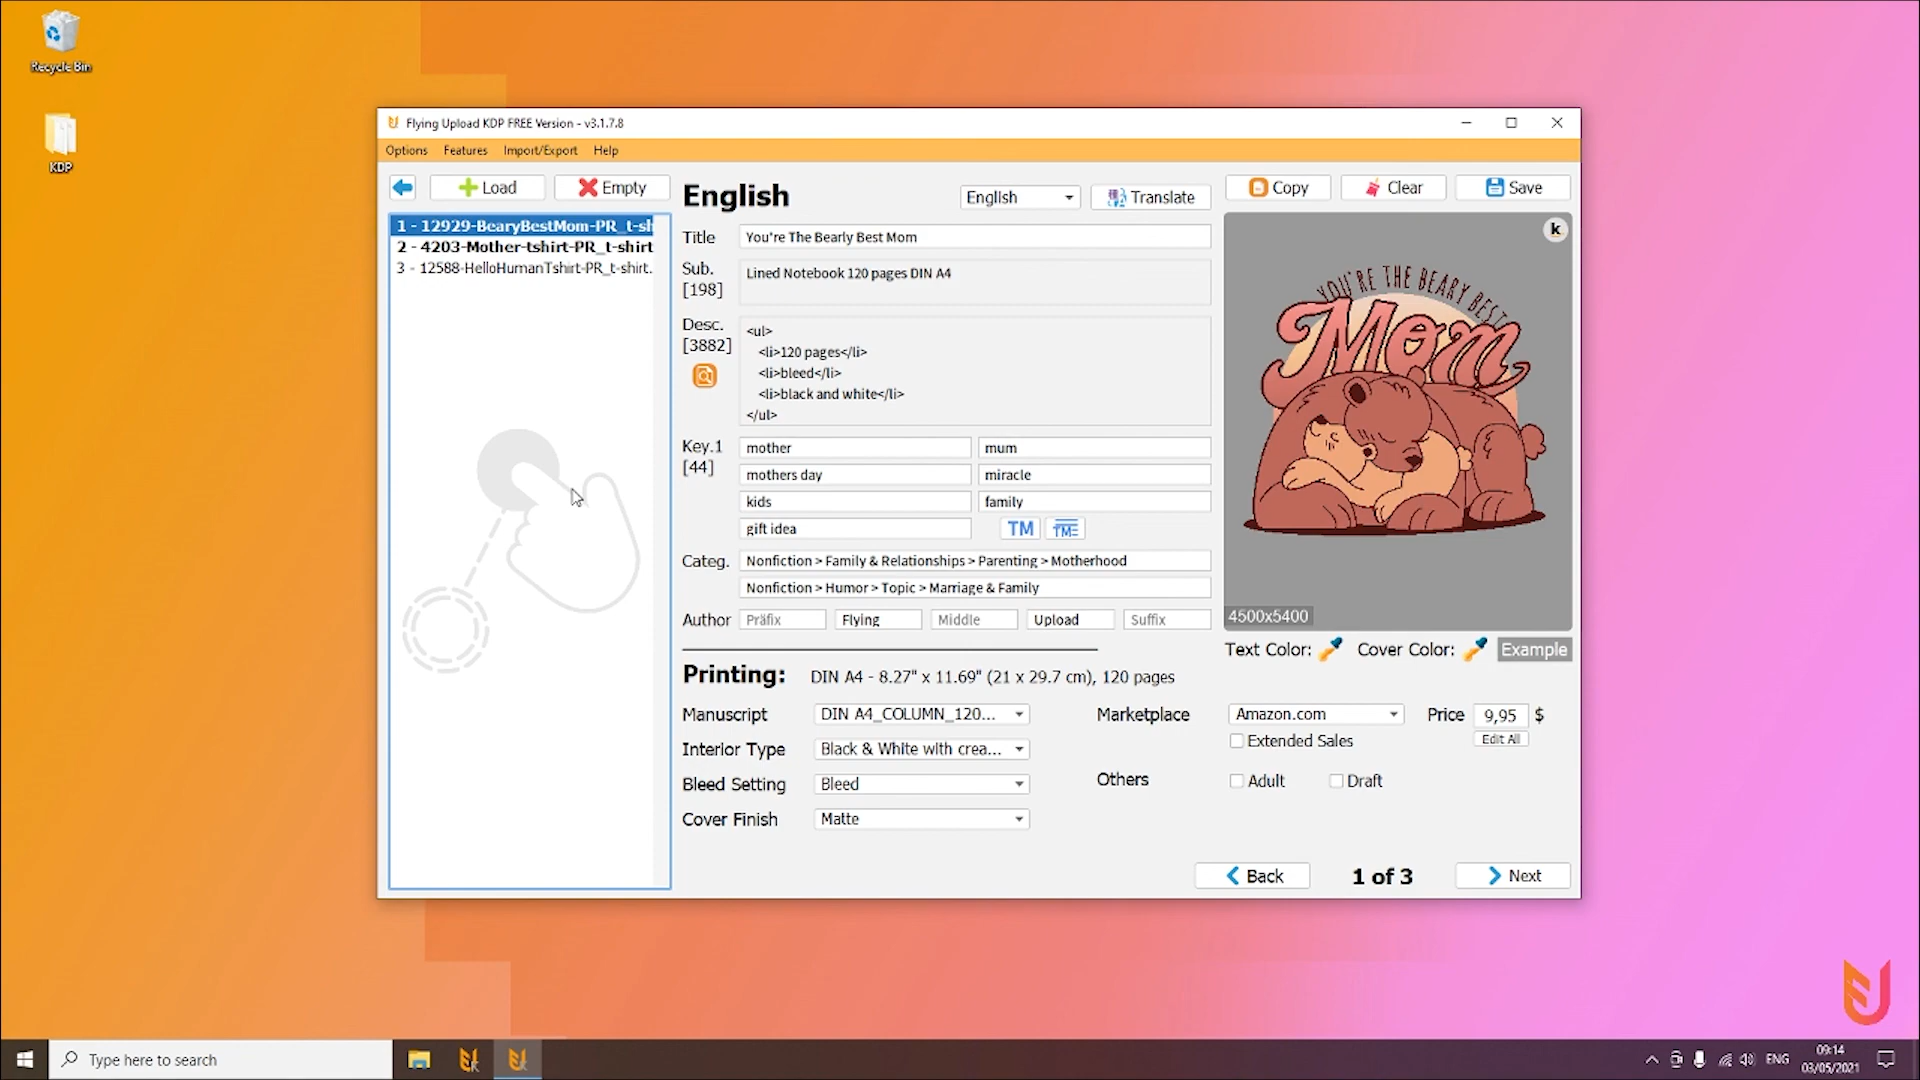 Recycle Bin
KDP
Flying Upload KDP FREE Version - v3.1.7.8
Options Features Import/Export Help
Load Empty
1 - 12929-BearyBestMom-PR_t-sh
2 - 4203-Mother-tshirt-PR_t-shirt
3 - 12588-HelloHumanTshirt-PR_t-shirt.
English English Translate
Copy Clear Save
Title You're The Bearly Best Mom
Sub. [198] Lined Notebook 120 pages DIN A4
Desc. [3882]
<ul>
<li>120 pages</li>
<li>bleed</li>
<li>black and white</li>
</ul>
Key.1 [44]
mother mum
mothers day miracle
kids family
gift idea TM TM
Categ. Nonfiction > Family & Relationships > Parenting > Motherhood
Nonfiction > Humor > Topic > Marriage & Family
Author Präfix Flying Middle Upload Suffix
k
YOU'RE THE BEARY BEST
Mom
4500x5400
Text Color: Cover Color: Example
Printing: DIN A4 - 8.27" x 11.69" (21 x 29.7 cm), 120 pages
Manuscript DIN A4_COLUMN_120...
Interior Type Black & White with crea...
Bleed Setting Bleed
Cover Finish Matte
Marketplace Amazon.com Price 9,95 $
Extended Sales Edit All
Others Adult Draft
Back 1 of 3 Next
Type here to search
ENG
09:14
03/05/2021